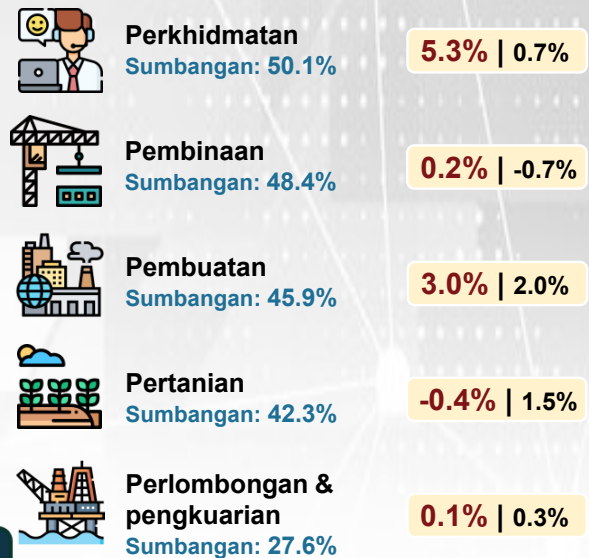 Perkhidmatan
Sumbangan: 50.1%
5.3% | 0.7%
Pembinaan
Sumbangan: 48.4%
0.2% | -0.7%
Pembuatan
Sumbangan: 45.9%
3.0% | 2.0%
Pertanian
Sumbangan: 42.3%
-0.4% | 1.5%
Perlombongan &
pengkuarian
Sumbangan: 27.6%
0.1% | 0.3%